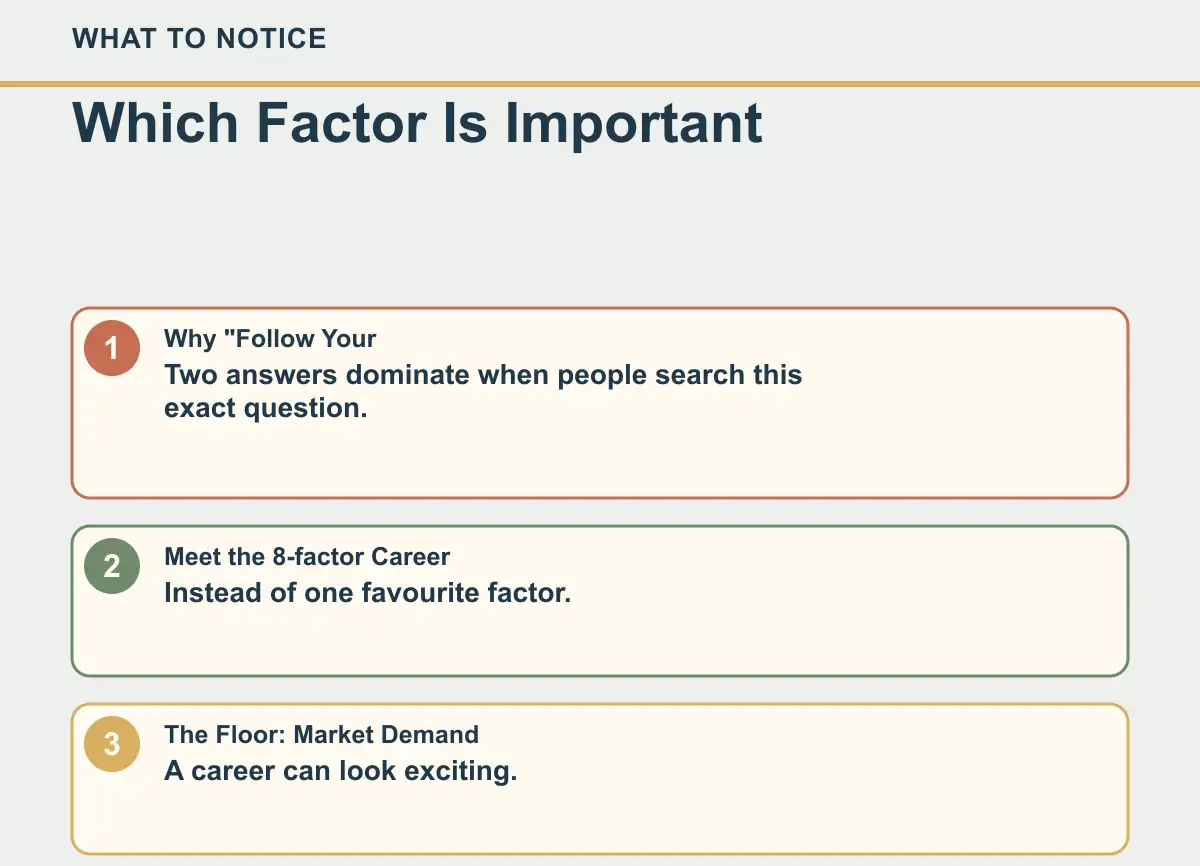 WHAT TO NOTICE
Which Factor Is Important
1
Why "Follow Your
Two answers dominate when people search this
exact question.
2
Meet the 8-factor Career
Instead of one favourite factor.
3
The Floor: Market Demand
A career can look exciting.